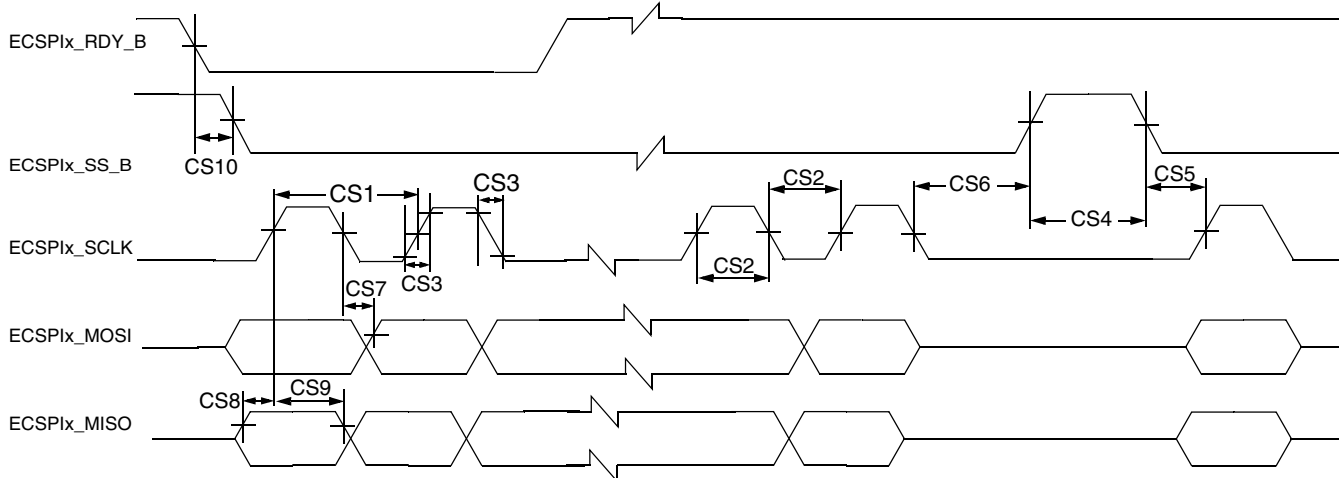 ECSPIx_RDY_B
CS10
ECSPIx_SS_B
CS1
CS3
CS2
CS6
CS5
CS4
ECSPIx_SCLK
CS3
CS2
CS7
ECSPIx_MOSI
CS8
CS9
ECSPIx_MISO